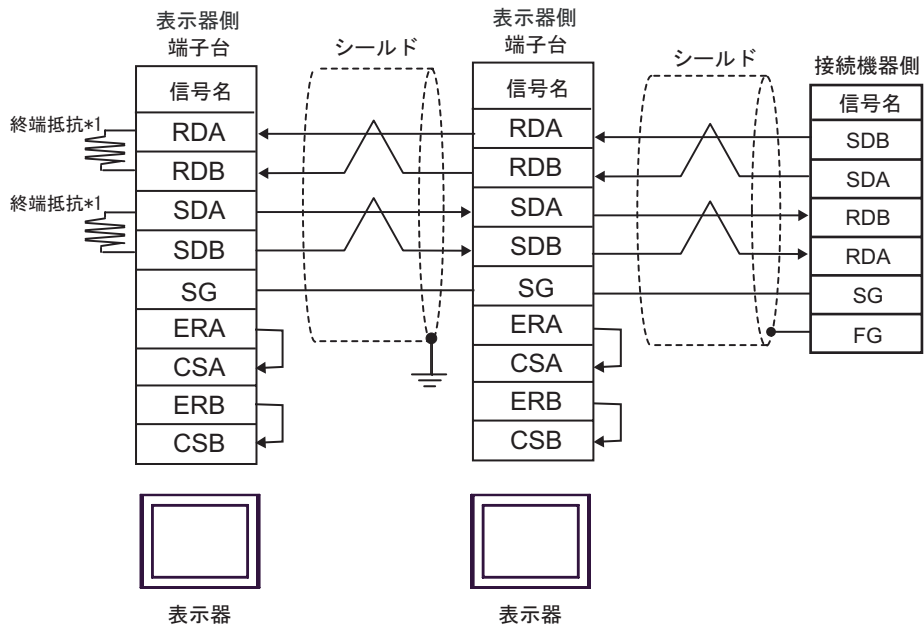 表示器側
端子台
信号名
RDA
RDB
SDA
SDB
SG
ERA
CSA
ERB
CSB
終端抵抗*1
終端抵抗*1
シールド
表示器側
端子台
信号名
RDA
RDB
SDA
SDB
SG
ERA
CSA
ERB
CSB
シールド
接続機器側
信号名
SDB
SDA
RDB
RDA
SG
FG
表示器
表示器